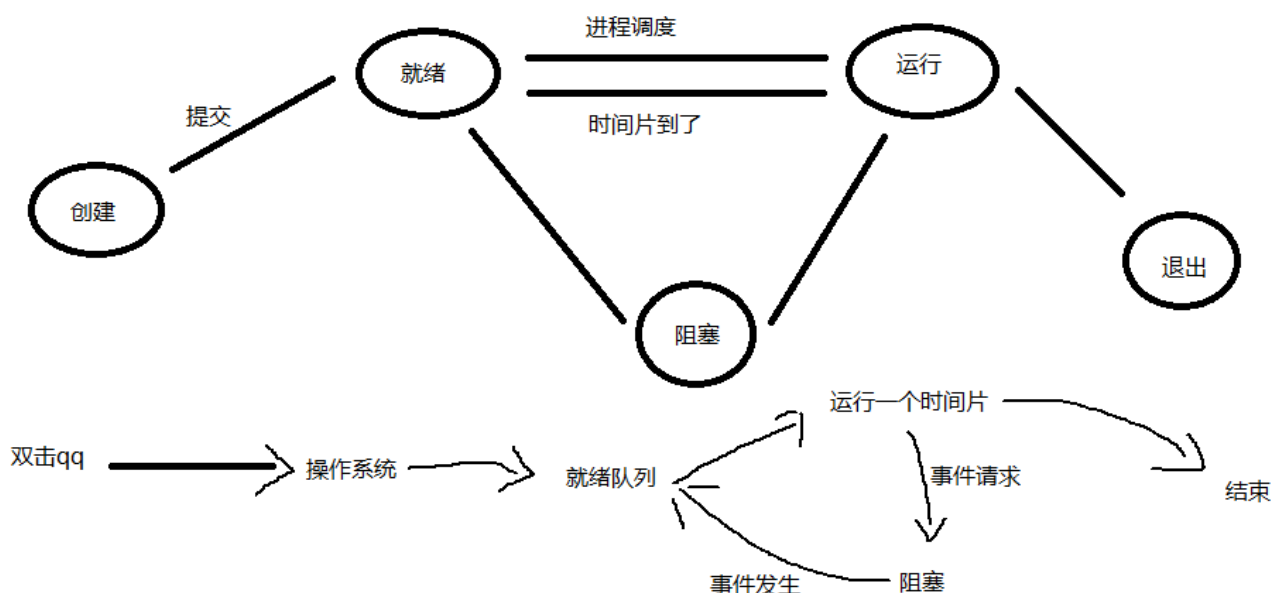 进程调度
就绪
运行
提交
时间片到了
创建
退出
阻塞
运行一个时间片
双击qq
操作系统
就绪队列
事件请求
结束
事件发生
阻塞